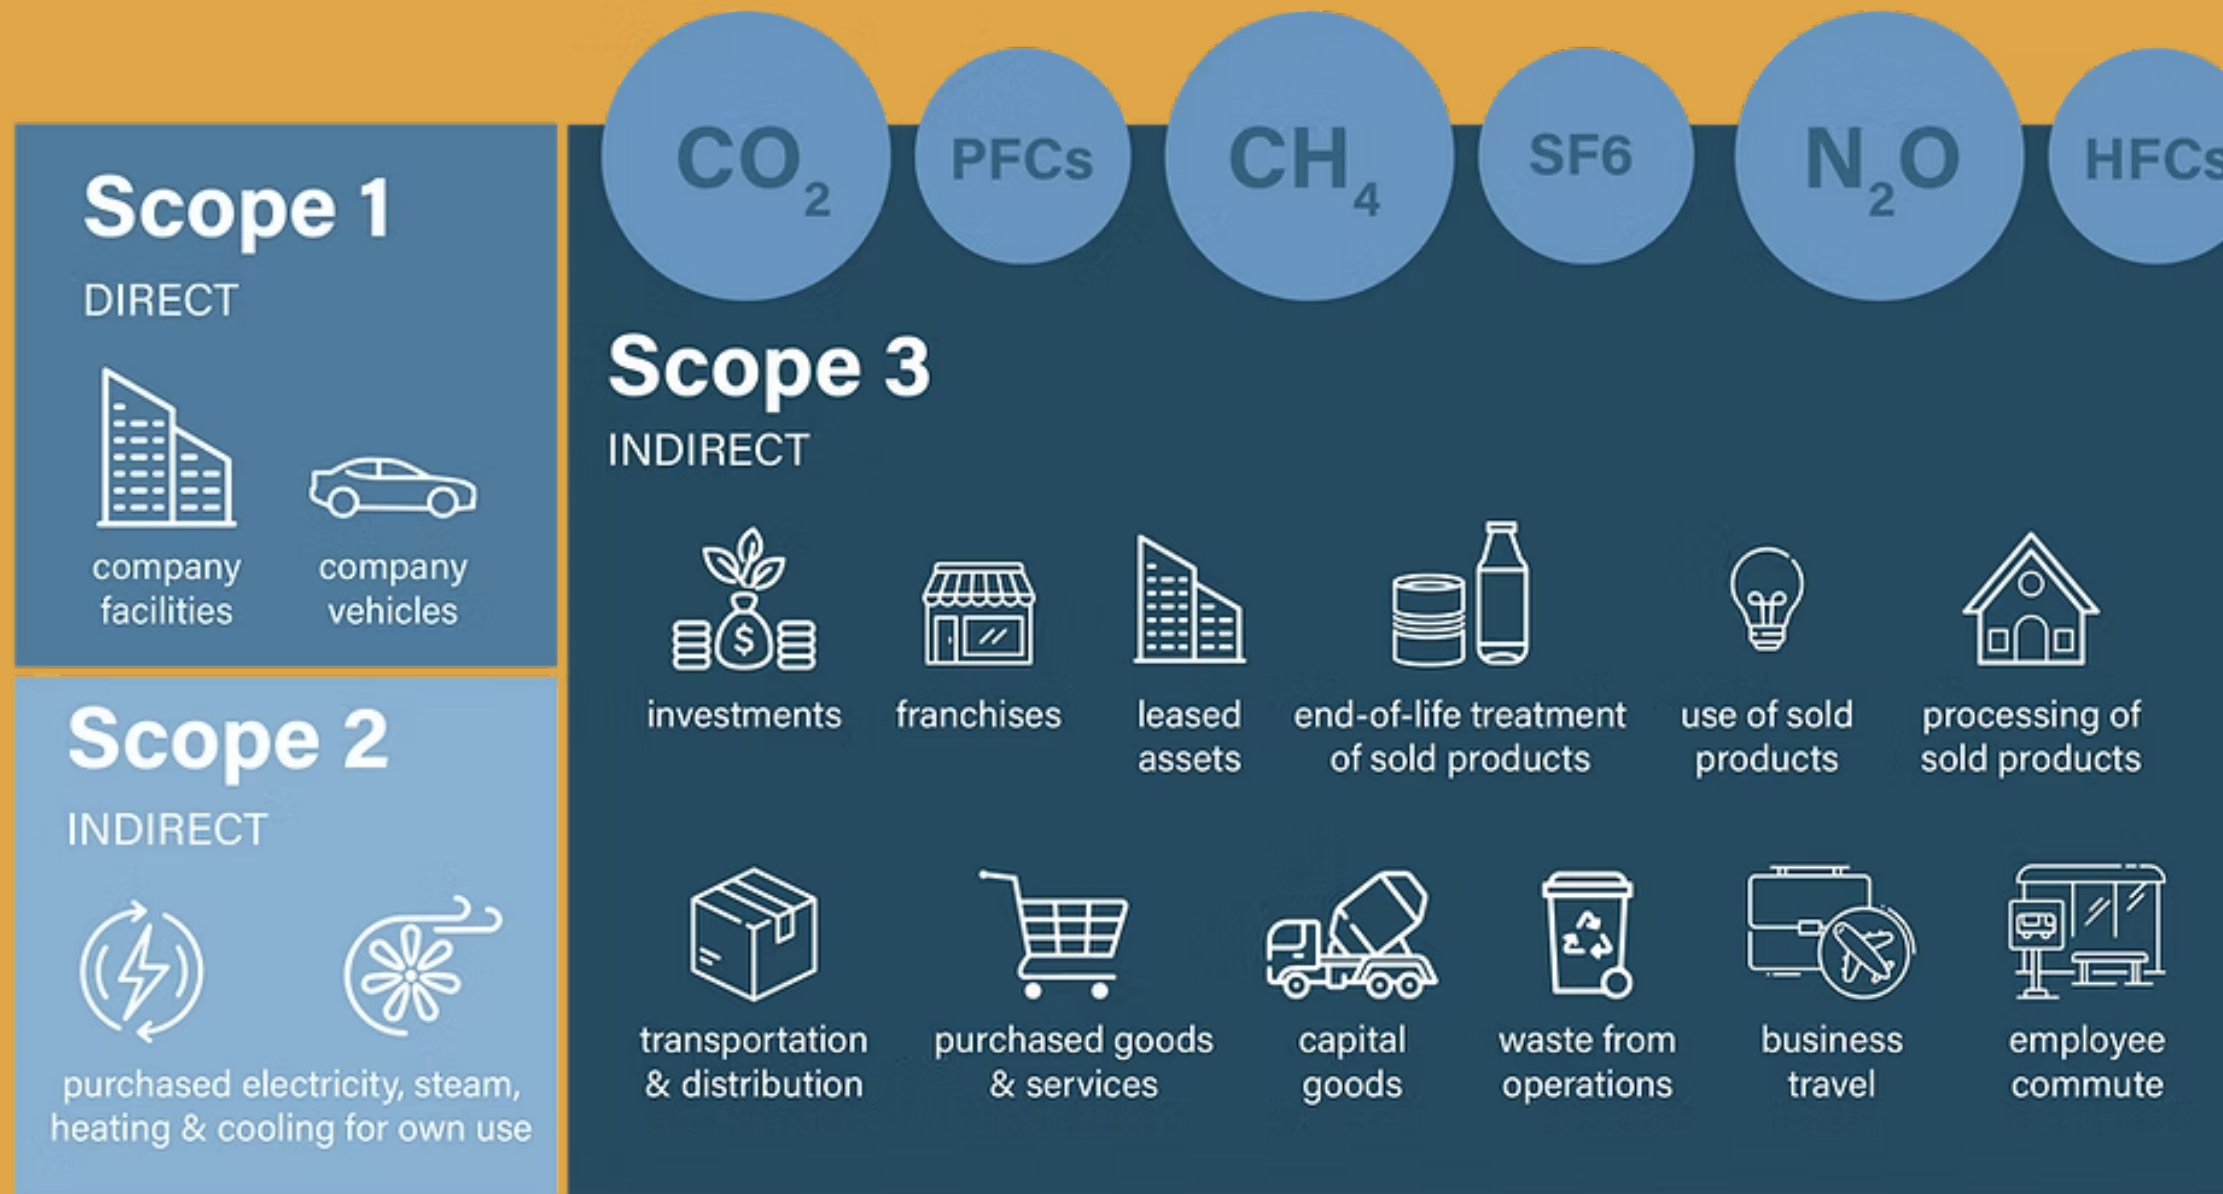 CO₂
PFCs
CH₄
SF6
N₂O
HFCs
Scope 1
DIRECT
company
facilities
company
vehicles
Scope 2
INDIRECT
purchased electricity, steam,
heating & cooling for own use
Scope 3
INDIRECT
investments
franchises
leased
assets
end-of-life treatment
of sold products
use of sold
products
processing of
sold products
transportation
& distribution
purchased goods
& services
capital
goods
waste from
operations
business
travel
employee
commute
$